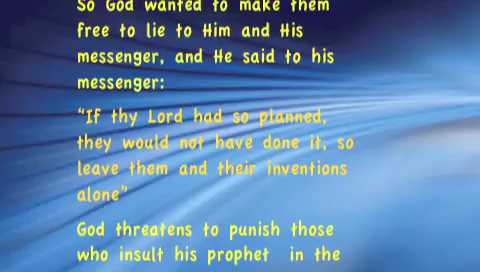 So God wanted to make them
free to lie to Him and His
messenger, and He said to his
messenger:
“If thy Lord had so planned,
they would not have done it, so
leave them and their inventions
alone”
God threatens to punish those
who insult his prophet in the